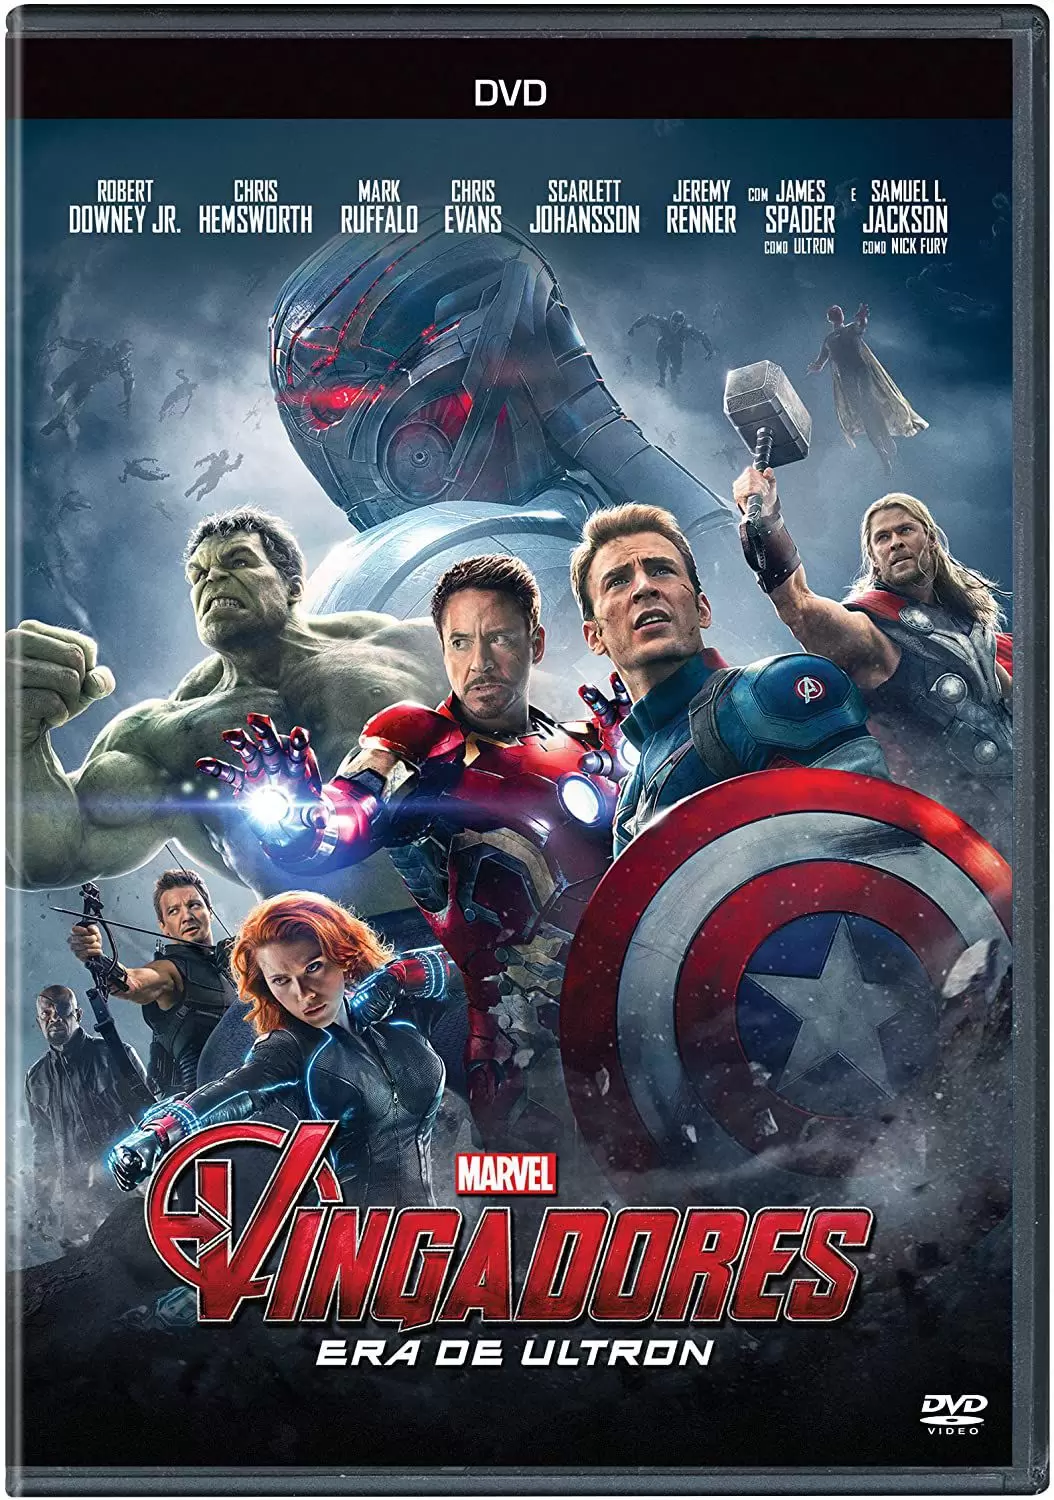 DVD
ROBERT DOWNEY JR.
CHRIS HEMSWORTH
MARK RUFFALO
CHRIS EVANS
SCARLETT JOHANSSON
JEREMY RENNER
COM JAMES SPADER
COMO ULTRON
E SAMUEL L. JACKSON
COMO NICK FURY
MARVEL
VINGADORES
ERA DE ULTRON
DVD
VIDEO